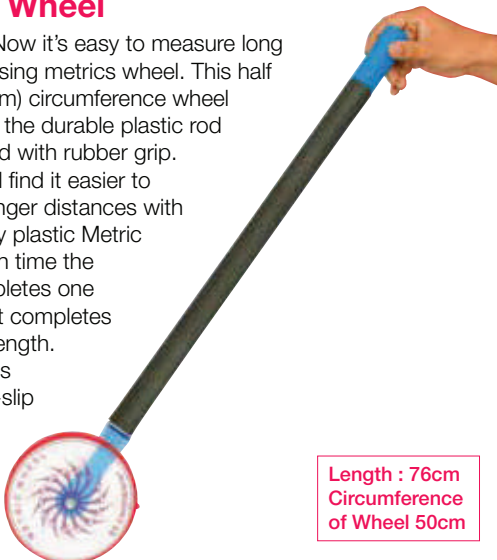 Wheel
Now it's easy to measure long
sing metrics wheel. This half
m) circumference wheel
the durable plastic rod
d with rubber grip.
find it easier to
nger distances with
y plastic Metric
n time the
pletes one
t completes
ength.
s
-slip
Length : 76cm
Circumference
of Wheel 50cm